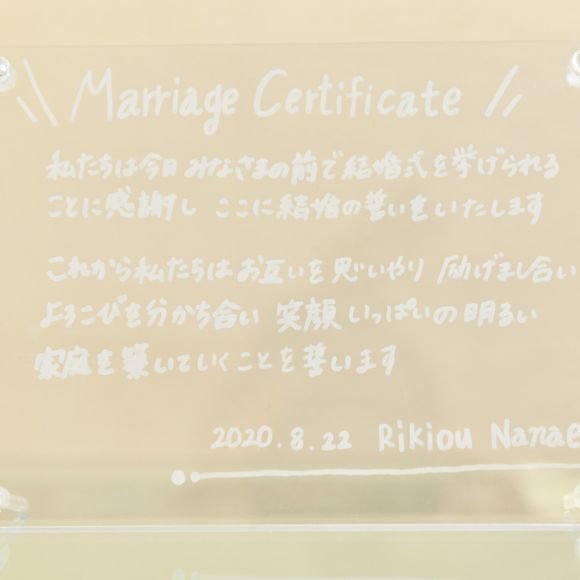 \\ Marriage Certificate //
私たちは今日 みなさまの前で結婚式を挙げられる
ことに感謝し ここに結婚の誓いをいたします
これから私たちはお互いを思いやり 励げまし合い
よろこびを分かち合い 笑顔いっぱいの明るい
家庭を築いていくことを誓います
2020.8.22 Rikiou Nanae